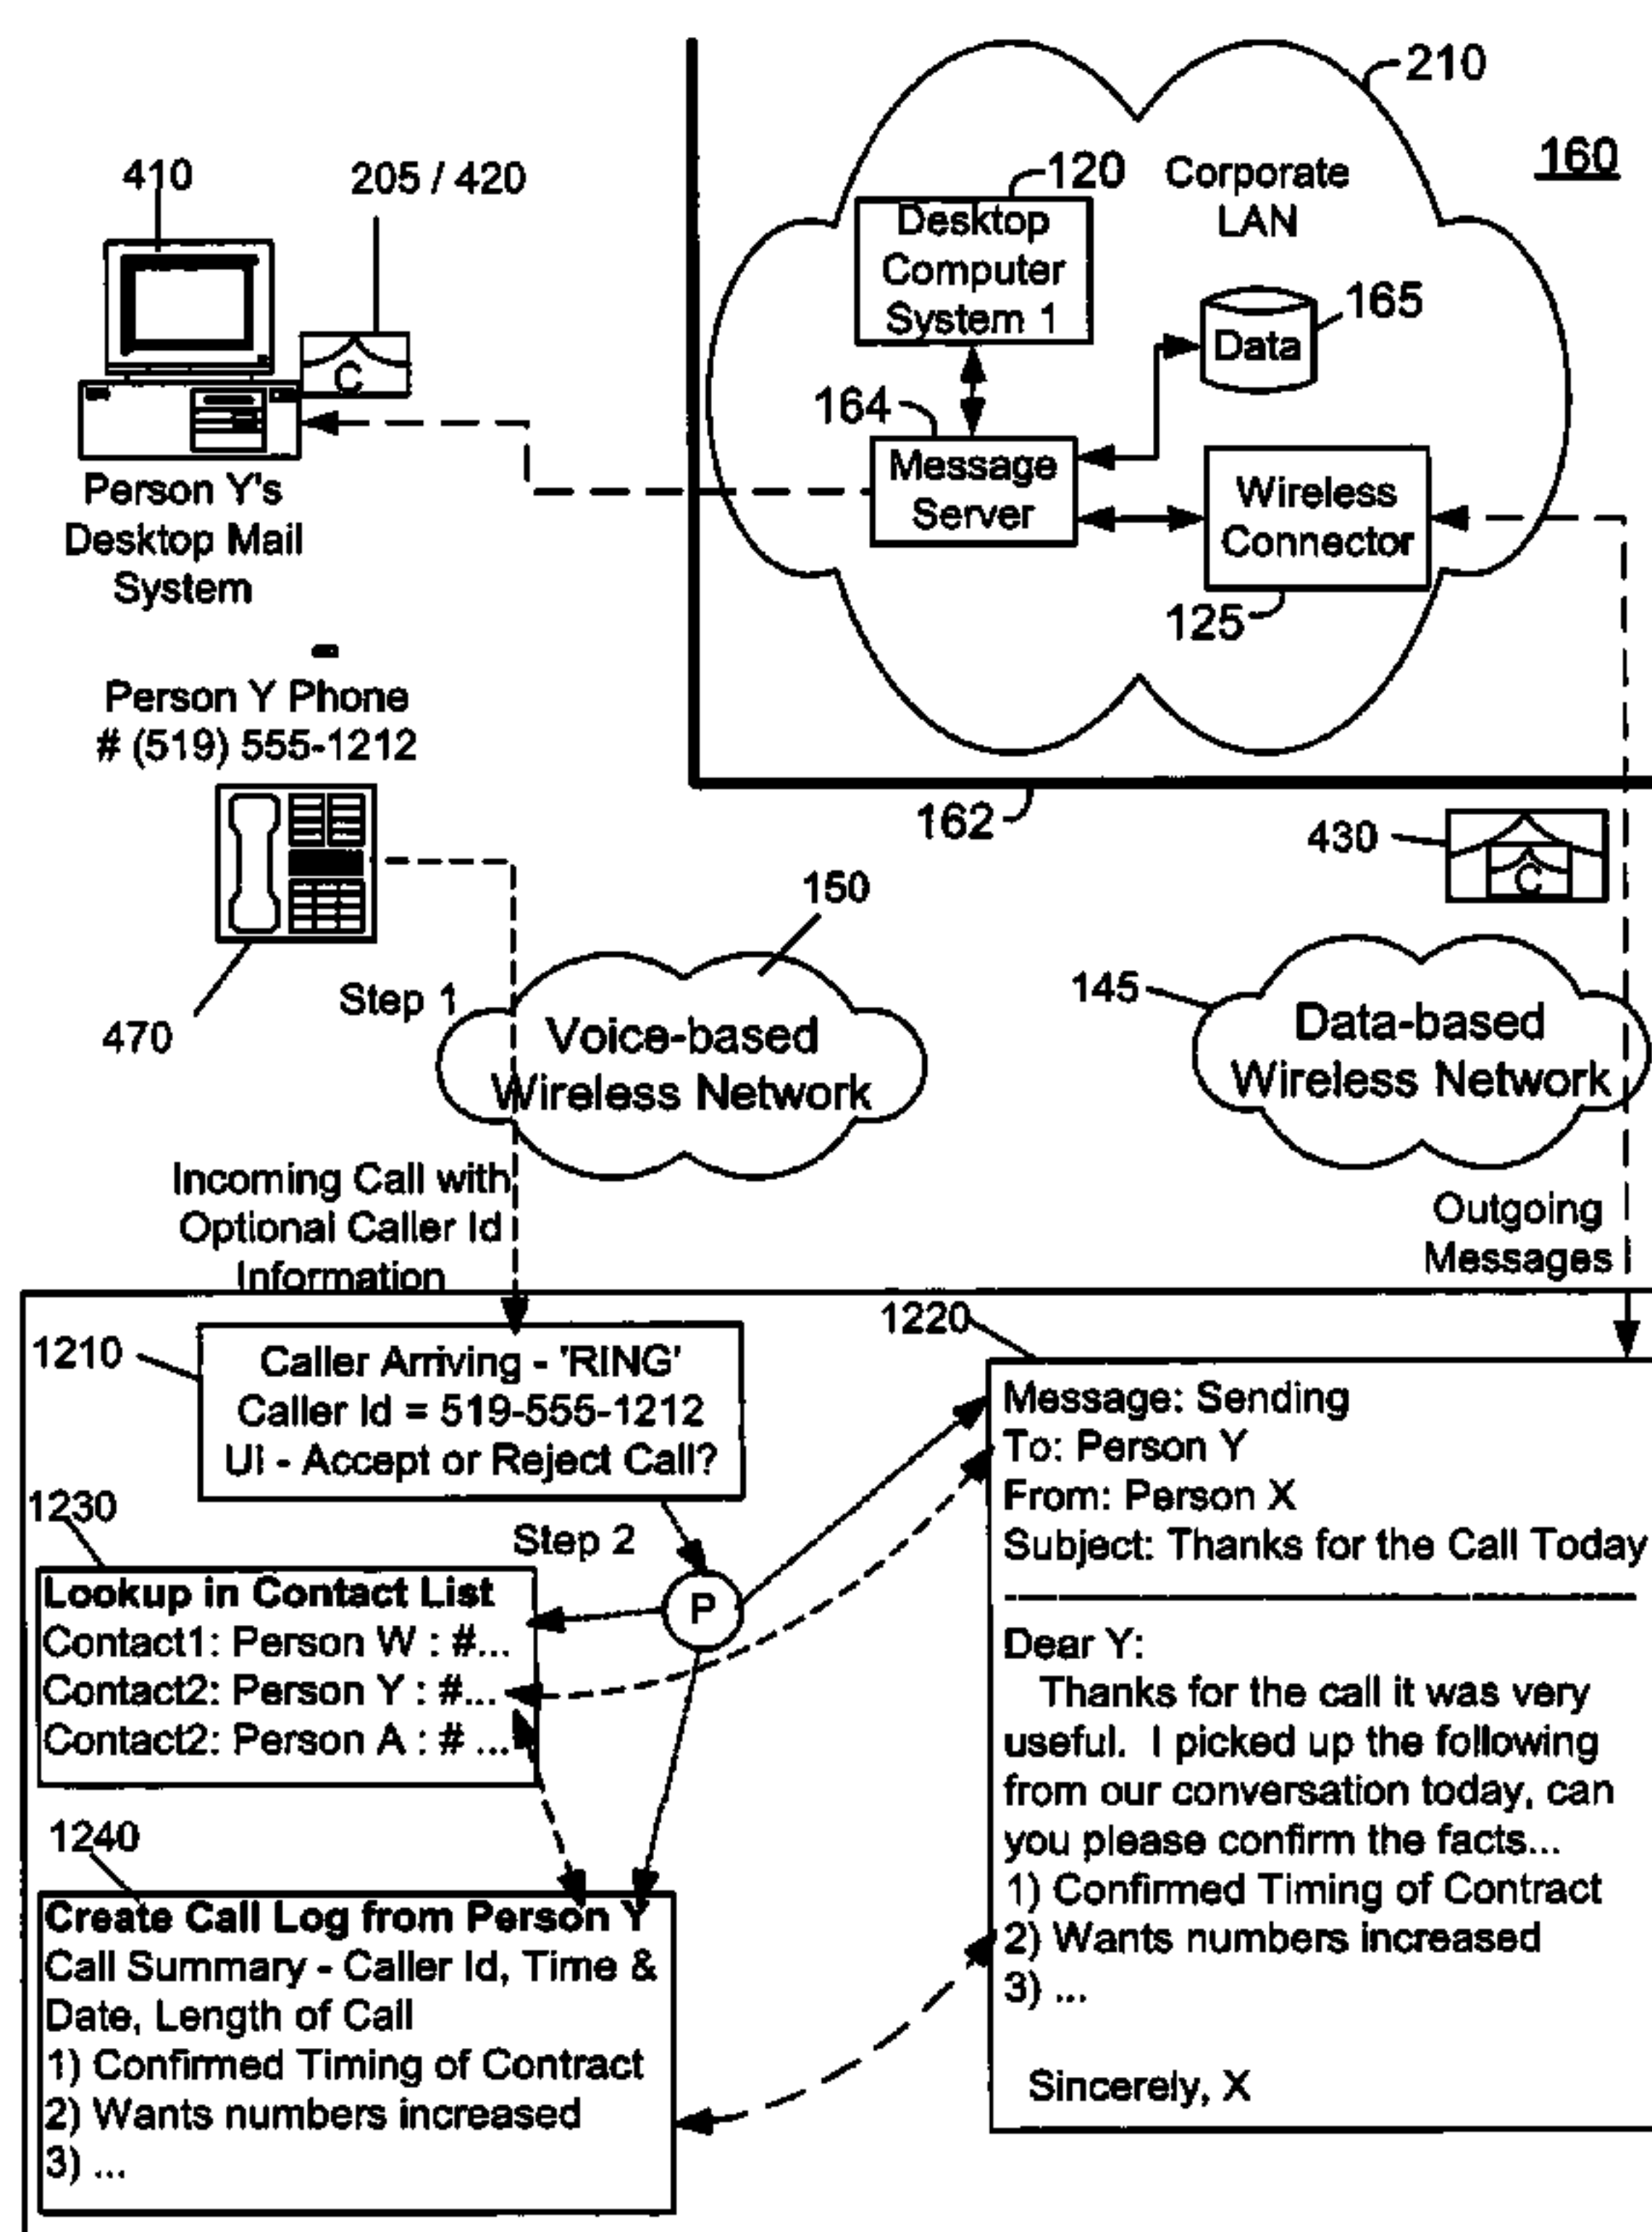 210
160
410
205 / 420
120
Corporate
LAN
Desktop
Computer
System 1
165
Data
C
164
Message
Server
Wireless
Connector
125
Person Y's
Desktop Mail
System
Person Y Phone
# (519) 555-1212
162
430
C
150
470
Step 1
Voice-based
Wireless Network
145
Data-based
Wireless Network
Incoming Call with
Optional Caller Id
Information
Outgoing
Messages
1210
Caller Arriving - 'RING'
Caller Id = 519-555-1212
UI - Accept or Reject Call?
1220
Message: Sending
To: Person Y
From: Person X
Subject: Thanks for the Call Today
Dear Y:
Thanks for the call it was very
useful. I picked up the following
from our conversation today, can
you please confirm the facts...
1) Confirmed Timing of Contract
2) Wants numbers increased
3) ...
Sincerely, X
1230
Step 2
P
Lookup in Contact List
Contact1: Person W : #...
Contact2: Person Y : #...
Contact2: Person A : # ...
1240
Create Call Log from Person Y
Call Summary - Caller Id, Time &
Date, Length of Call
1) Confirmed Timing of Contract
2) Wants numbers increased
3) ...